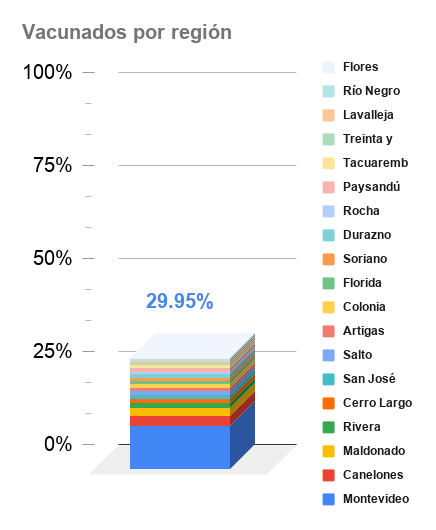 Vacunados por región
100%
75%
50%
25%
0%
29.95%
Flores
Río Negro
Lavalleja
Treinta y
Tacuaremb
Paysandú
Rocha
Durazno
Soriano
Florida
Colonia
Artigas
Salto
San José
Cerro Largo
Rivera
Maldonado
Canelones
Montevideo